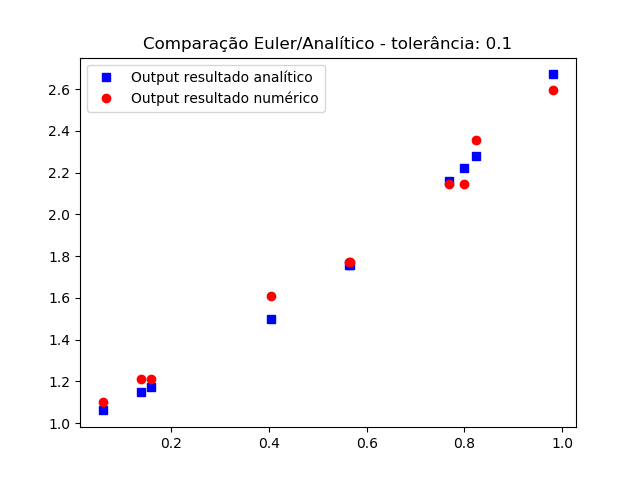 Comparação Euler/Analítico - tolerância: 0.1
Output resultado analítico
Output resultado numérico
2.6
2.4
2.2
2.0
1.8
1.6
1.4
1.2
1.0
0.2 0.4 0.6 0.8 1.0